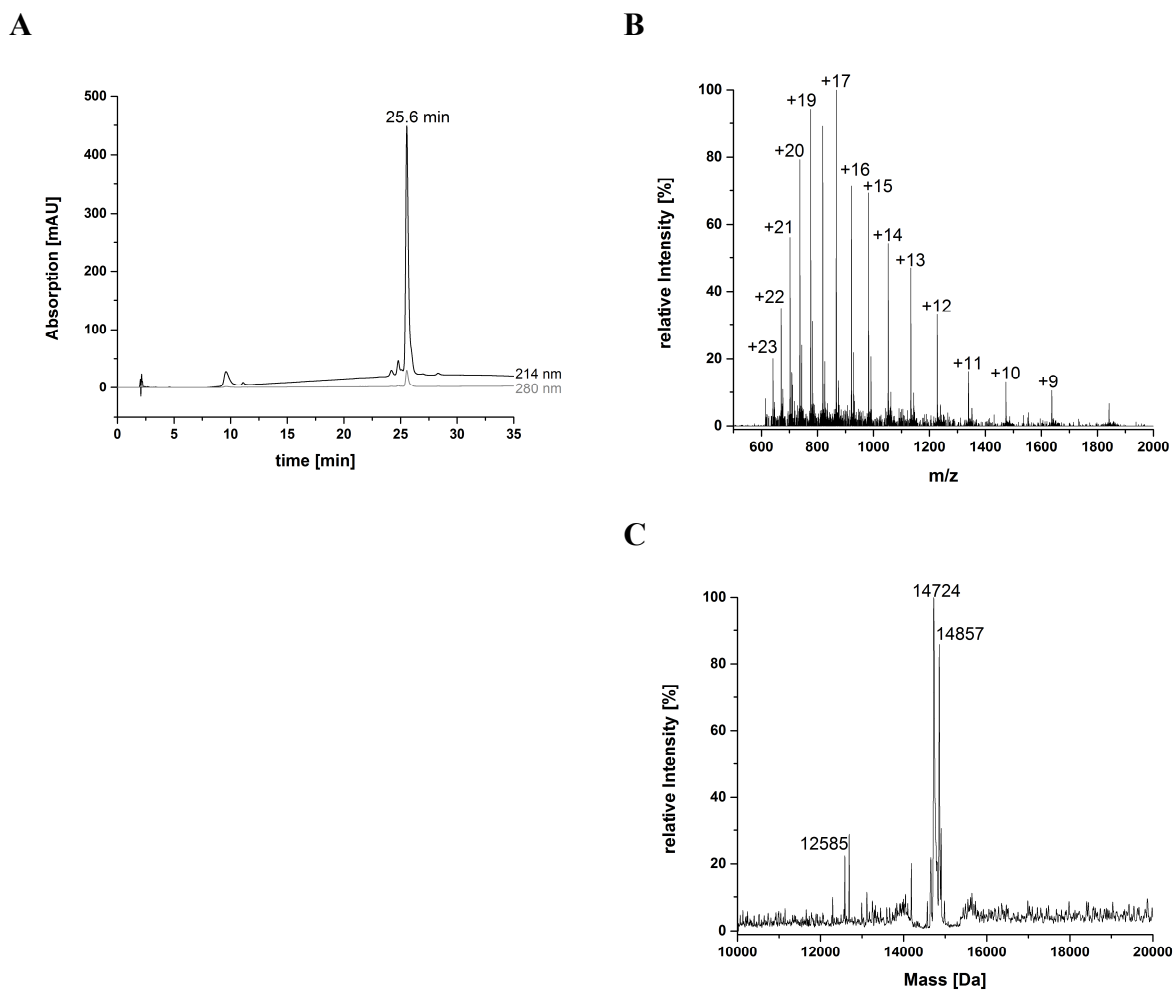 A
B
500
400
300
200
100
0
Absorption [mAU]
25.6 min
214 nm
280 nm
0 5 10 15 20 25 30 35
time [min]
100
80
60
40
20
0
relative Intensity [%]
+17
+19
+20
+16
+15
+21
+14
+13
+22
+12
+23
+11
+10
+9
600 800 1000 1200 1400 1600 1800 2000
m/z
C
100
80
60
40
20
0
relative Intensity [%]
14724
14857
12585
10000 12000 14000 16000 18000 20000
Mass [Da]